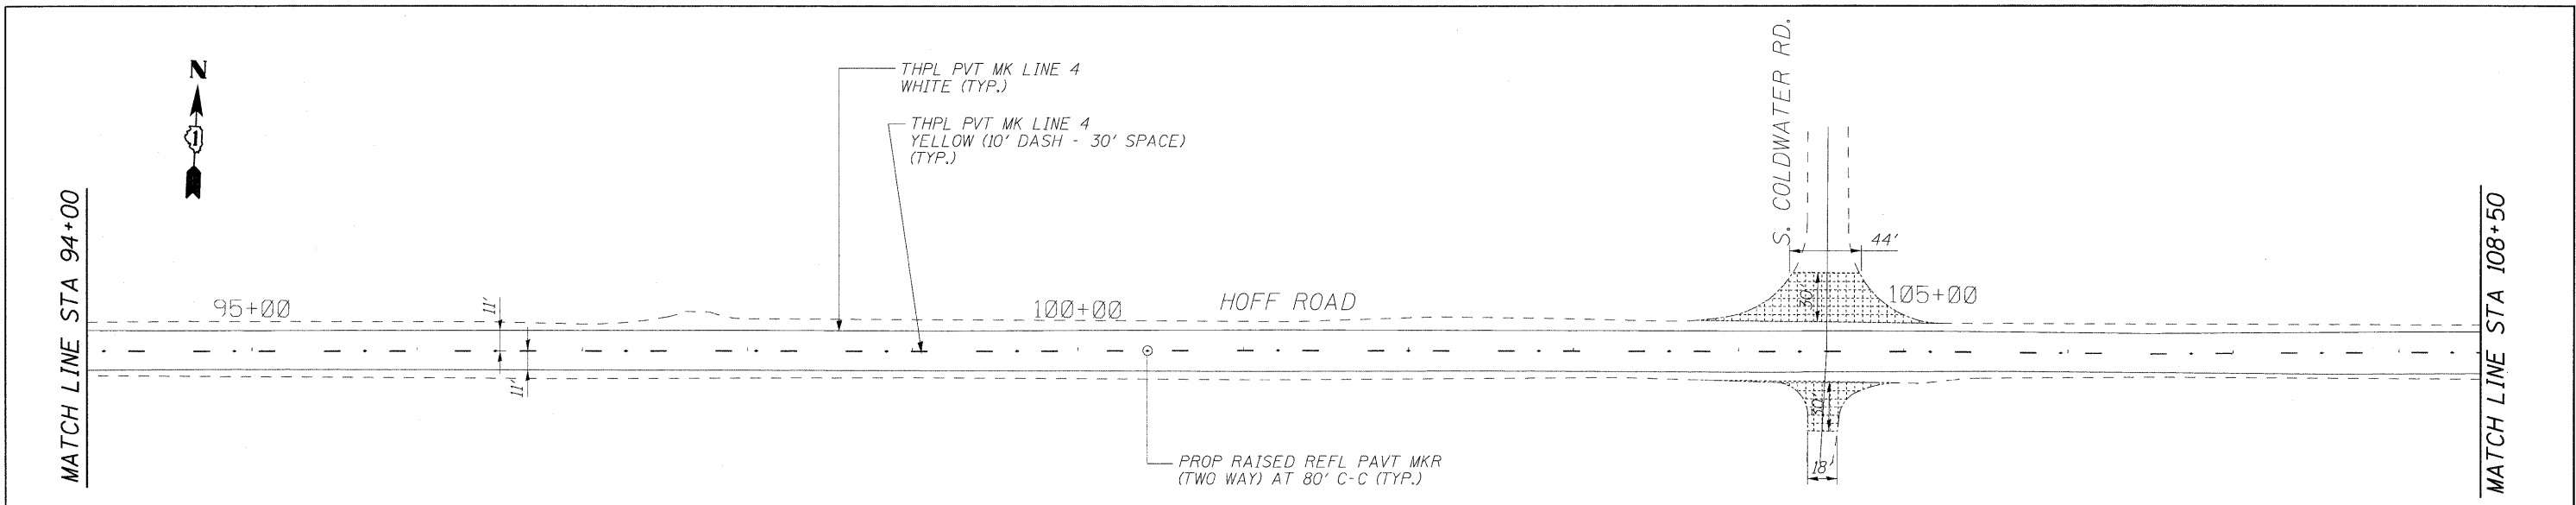 N
1
THPL PVT MK LINE 4
WHITE (TYP.)
THPL PVT MK LINE 4
YELLOW (10' DASH - 30' SPACE)
(TYP.)
S. COLDWATER RD.
44'
MATCH LINE STA 94+00
95+00
11'
11'
100+00
HOFF ROAD
30'
105+00
30'
18'
PROP RAISED REFL PAVT MKR
(TWO WAY) AT 80' C-C (TYP.)
MATCH LINE STA 108+50